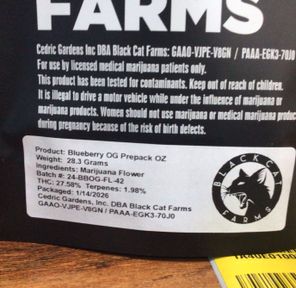 FARMS
Cedric Gardens Inc DBA Black Cat Farms: GAAO-VJPE-V6GN / PAAA-EGK3-70J0
For use by licensed medical marijuana patients only.
This product has been tested for contaminants. Keep out of reach of children.
It is illegal to drive a motor vehicle while under the influence of marijuana or
marijuana products. Women should not use marijuana or medical marijuana product
during pregnancy because of the risk of birth defects.
Product: Blueberry OG Prepack OZ
Weight: 28.3 Grams
Ingredients: Marijuana Flower
Batch # 24-BBOG-FL-42
THC: 27.58% Terpenes: 1.98%
Packaged: 1/14/2026
Cedric Gardens, Inc. DBA Black Cat Farms
GAAO-VJPE-V6GN / PAAA-EGK3-70J0
BLACK CAT
FARMS